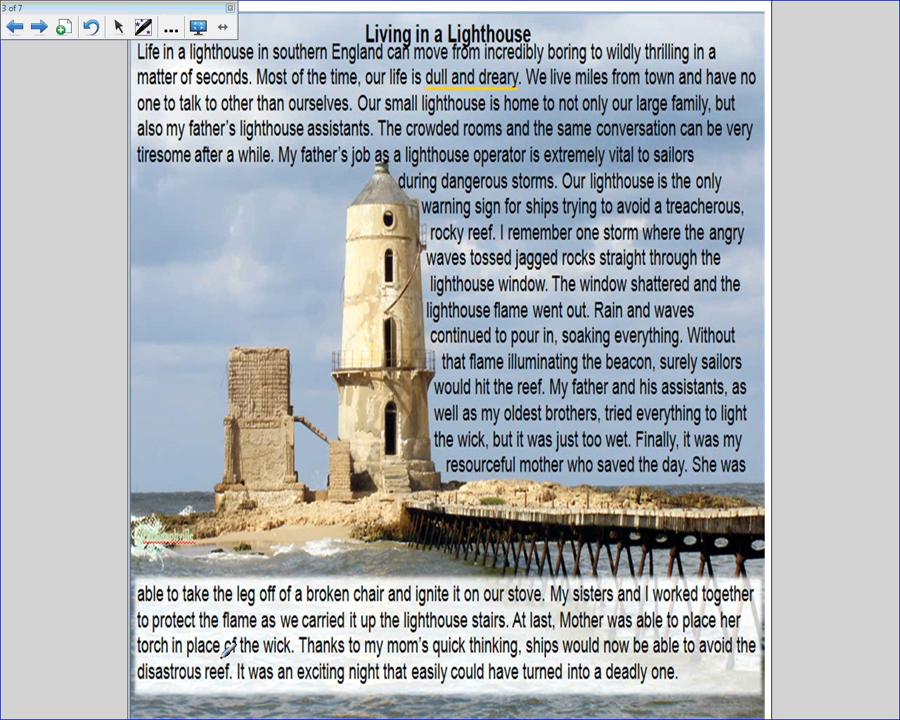 3 of 7
Living in a Lighthouse
Life in a lighthouse in southern England can move from incredibly boring to wildly thrilling in a
matter of seconds. Most of the time, our life is dull and dreary. We live miles from town and have no
one to talk to other than ourselves. Our small lighthouse is home to not only our large family, but
also my father's lighthouse assistants. The crowded rooms and the same conversation can be very
tiresome after a while. My father's job as a lighthouse operator is extremely vital to sailors
during dangerous storms. Our lighthouse is the only
warning sign for ships trying to avoid a treacherous,
rocky reef. I remember one storm where the angry
waves tossed jagged rocks straight through the
lighthouse window. The window shattered and the
lighthouse flame went out. Rain and waves
continued to pour in, soaking everything. Without
that flame illuminating the beacon, surely sailors
would hit the reef. My father and his assistants, as
well as my oldest brothers, tried everything to light
the wick, but it was just too wet. Finally, it was my
resourceful mother who saved the day. She was
able to take the leg off of a broken chair and ignite it on our stove. My sisters and I worked together
to protect the flame as we carried it up the lighthouse stairs. At last, Mother was able to place her
torch in place of the wick. Thanks to my mom's quick thinking, ships would now be able to avoid the
disastrous reef. It was an exciting night that easily could have turned into a deadly one.